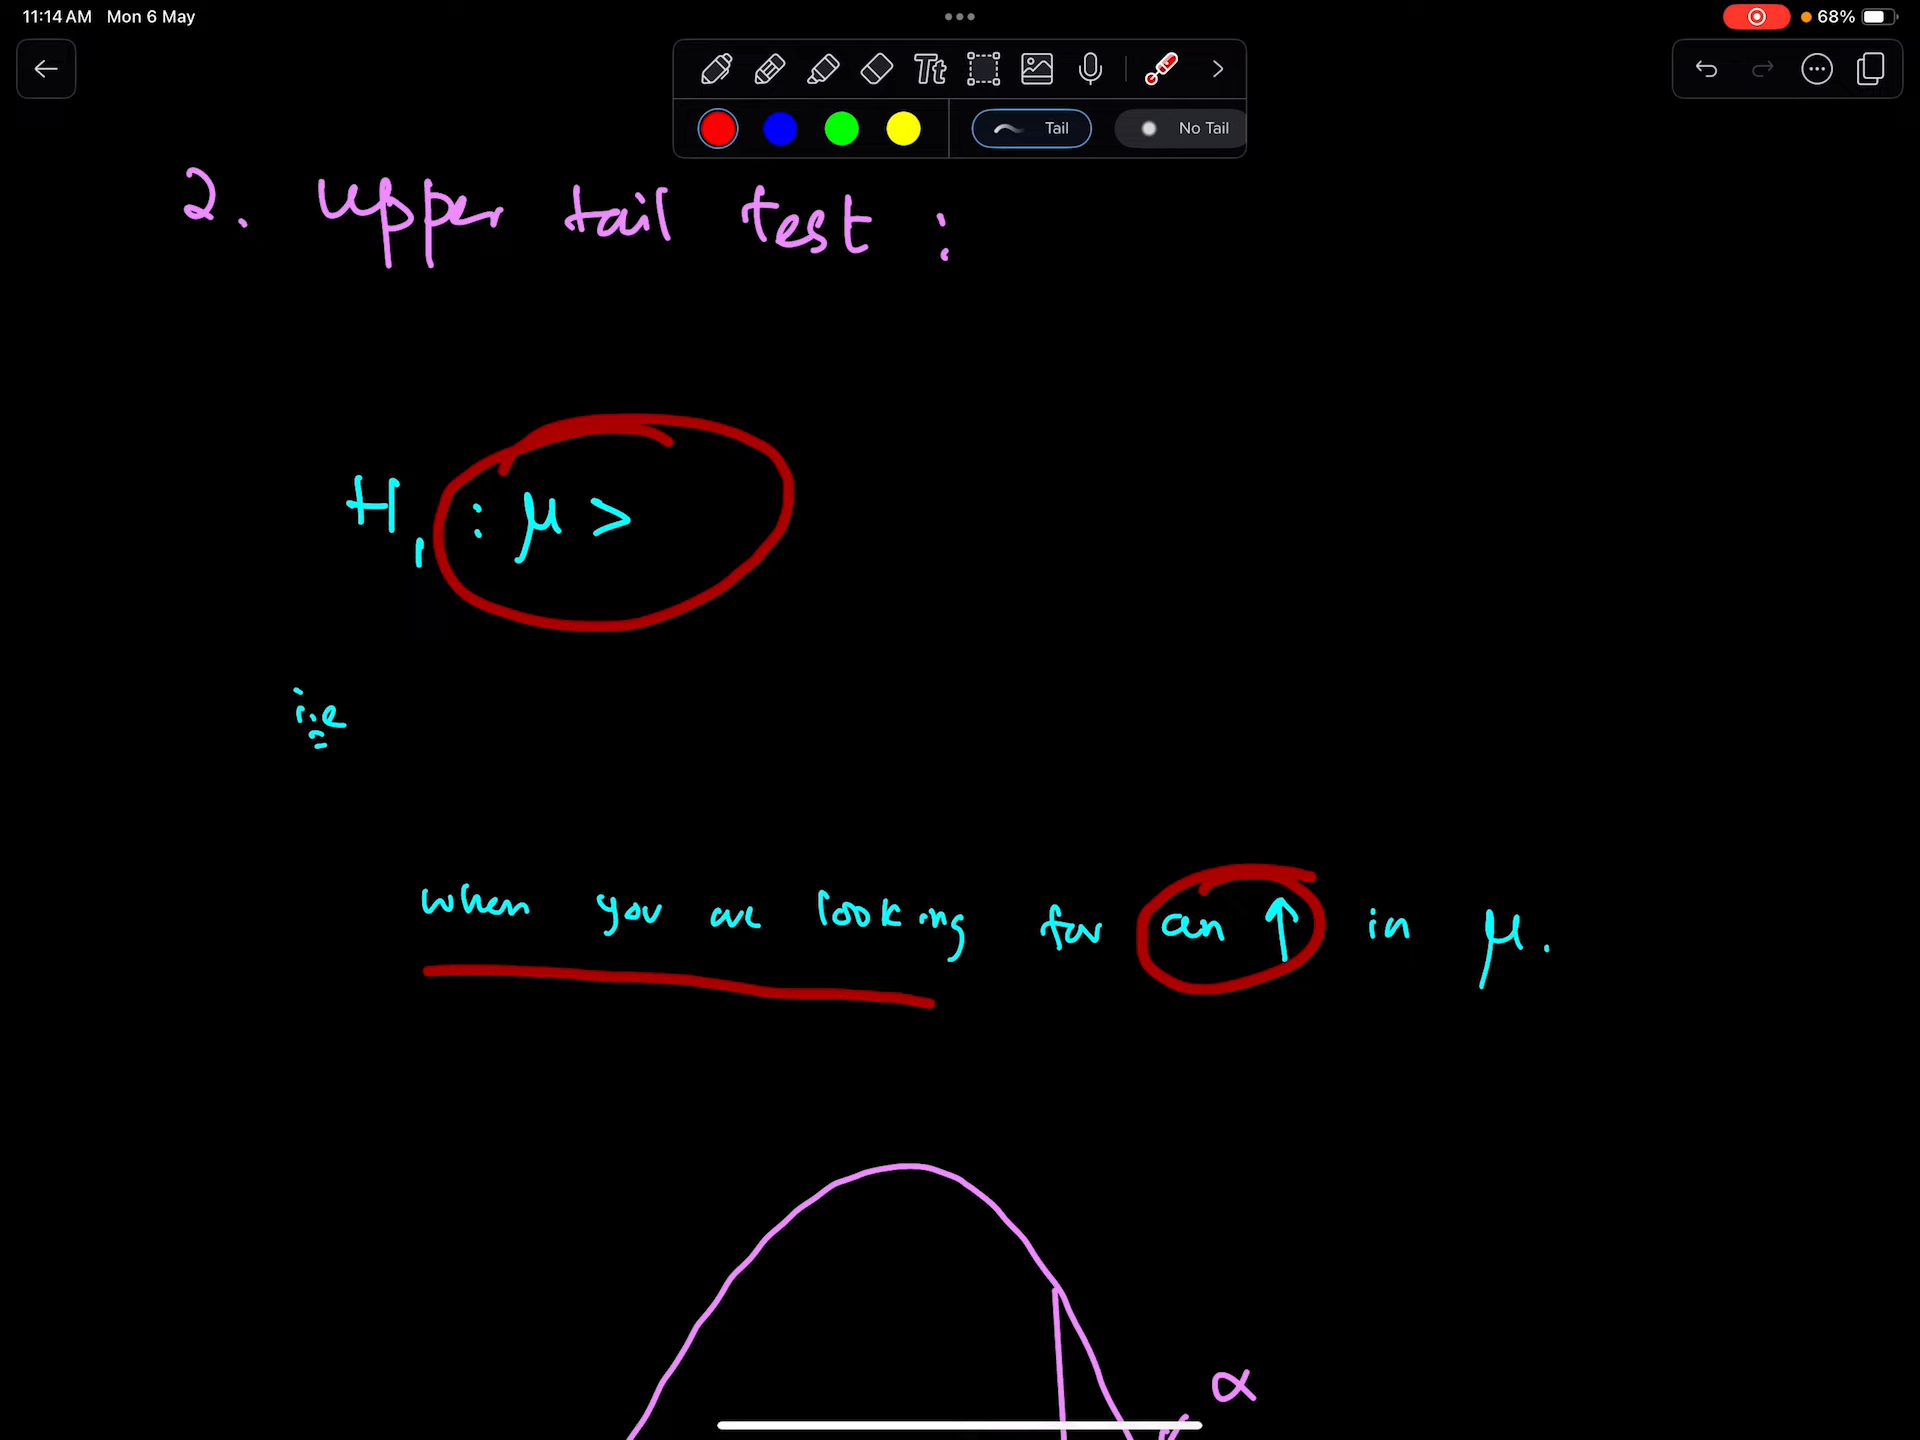 11:14 AM Mon 6 May
68%
Tt
Tail No Tail
2. Upper tail test :
H₁ : μ >
i.e
when you are looking for an ↑ in μ.
α